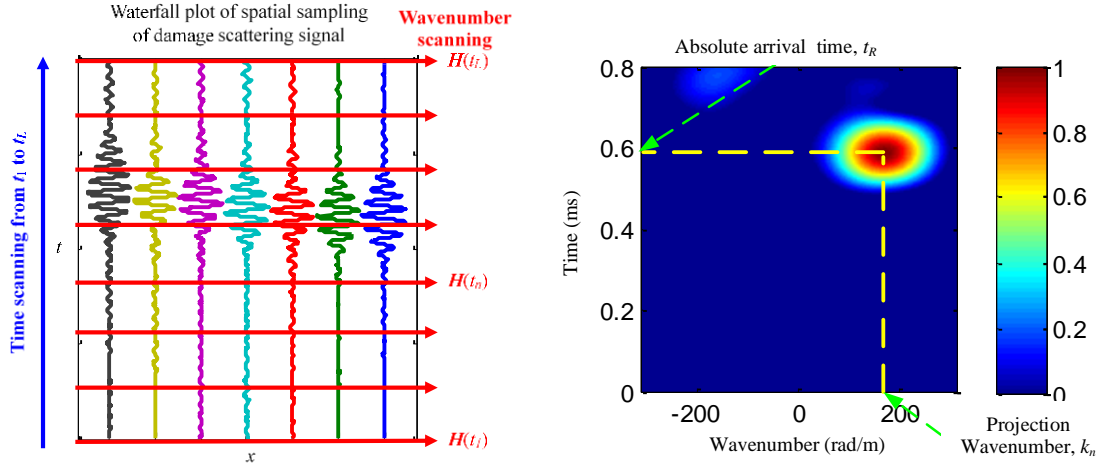 Waterfall plot of spatial sampling
of damage scattering signal
Wavenumber
scanning
Time scanning from t1 to tL
t
x
H(tL)
H(tn)
H(ti)
Absolute arrival time, tR
0.8
0.6
0.4
0.2
0
Time (ms)
-200
0
200
Wavenumber (rad/m)
1
0.8
0.6
0.4
0.2
0
Projection
Wavenumber, kn